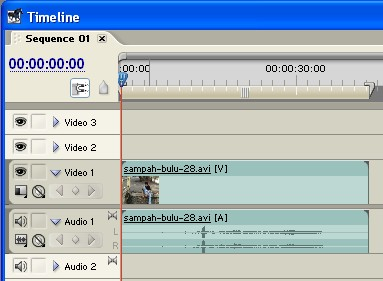 Timeline
Sequence 01
00:00:00:00
:00:00
00:00:30:00
Video 3
Video 2
Video 1
sampah-bulu-28.avi [V]
Audio 1
sampah-bulu-28.avi [A]
L
R
Audio 2